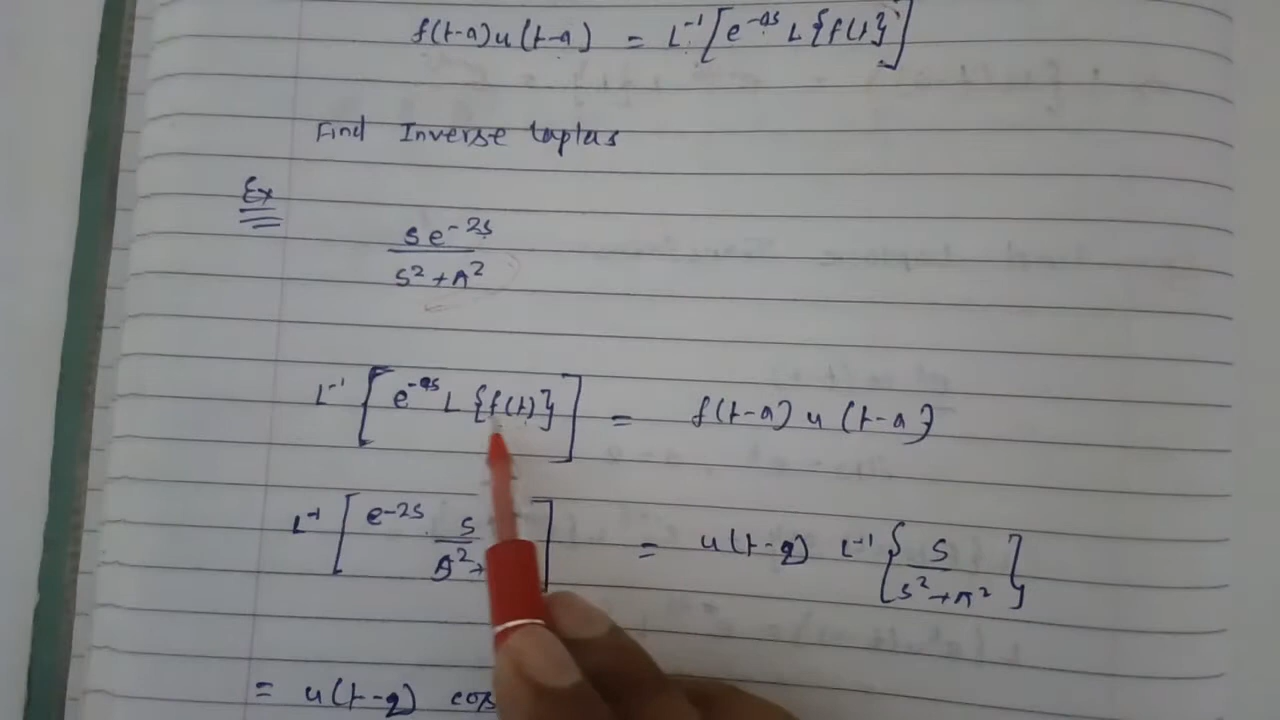 f(t-a)u(t-a) = L⁻¹[e^-as L{f(t)}]
Find Inverse laplas
Ex
se^-2s
s²+a²
L⁻¹[e^-as L{f(t)}] = f(t-a) u(t-a)
L⁻¹[e^-2s . s/s²+ ] = u(t-2) L⁻¹{s/s²+a²}
= u(t-2) cos